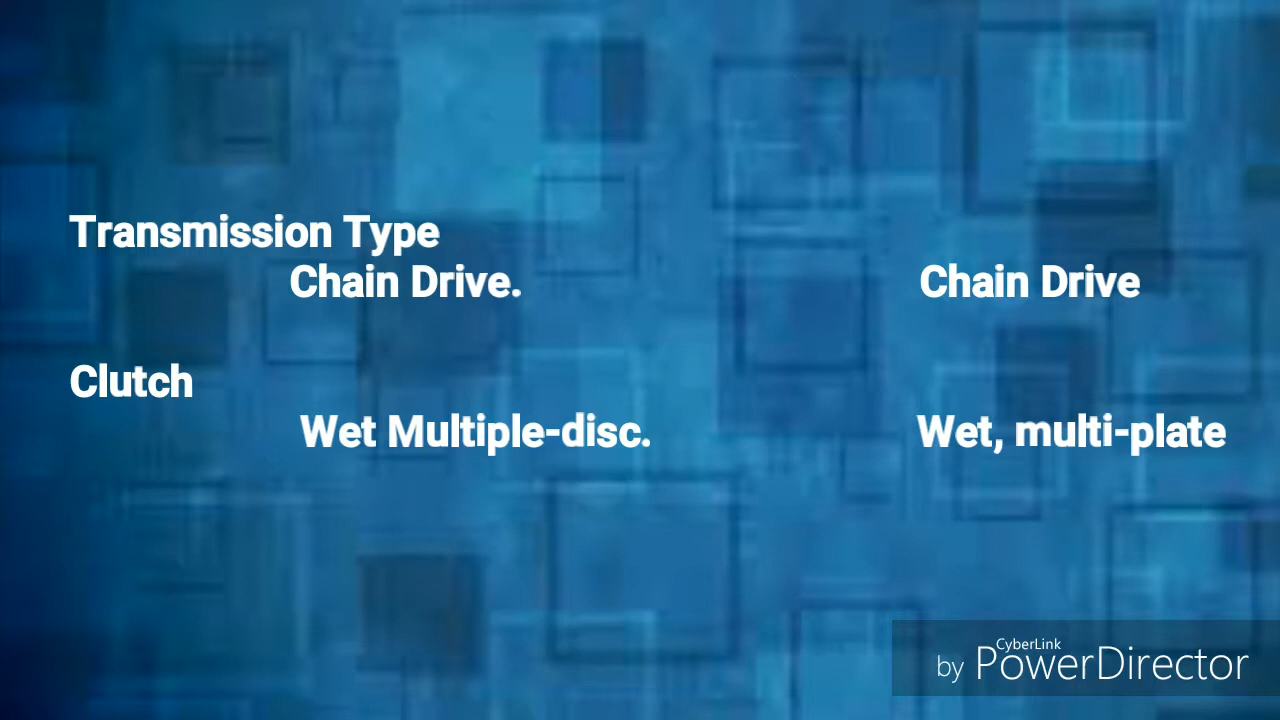 Transmission Type
Chain Drive. Chain Drive
Clutch
Wet Multiple-disc. Wet, multi-plate
CyberLink
by PowerDirector